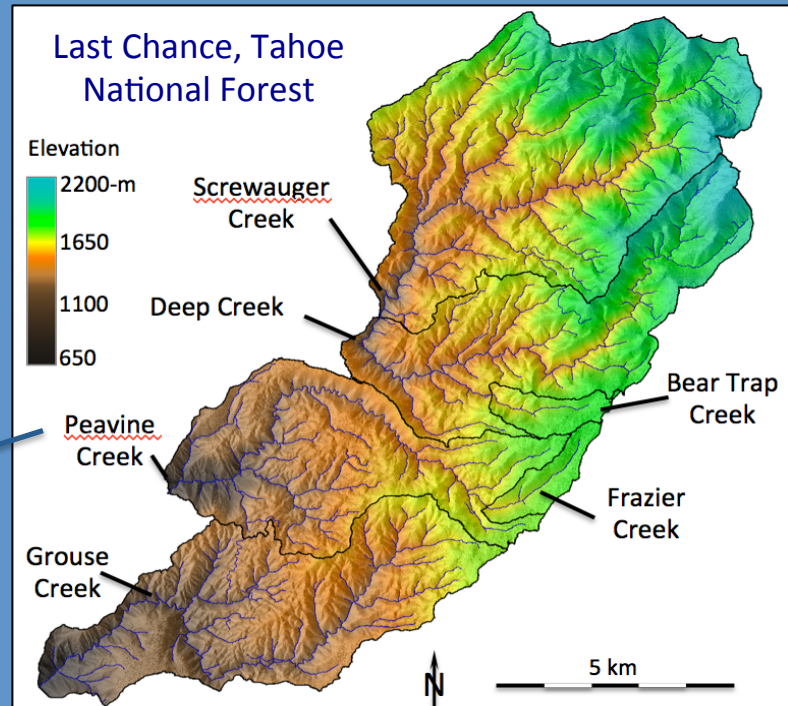 Last Chance, Tahoe
National Forest
Elevation
2200-m
1650
1100
650
Screwauger
Creek
Deep Creek
Peavine
Creek
Grouse
Creek
Bear Trap
Creek
Frazier
Creek
N
5 km